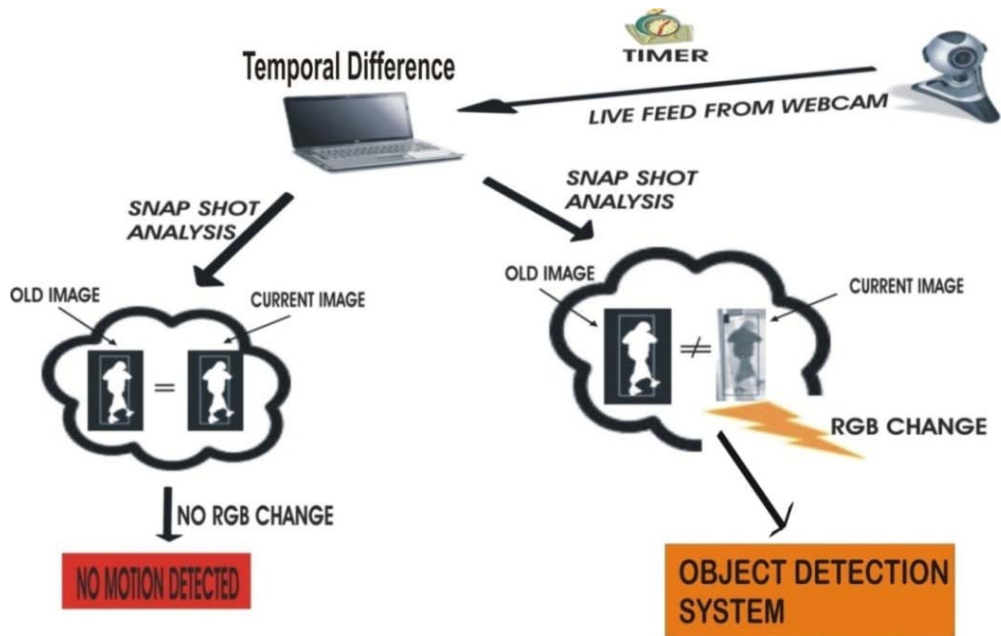 TIMER
Temporal Difference
LIVE FEED FROM WEBCAM
SNAP SHOT
ANALYSIS
SNAP SHOT
ANALYSIS
OLD IMAGE
CURRENT IMAGE
=
OLD IMAGE
CURRENT IMAGE
≠
RGB CHANGE
NO RGB CHANGE
NO MOTION DETECTED
OBJECT DETECTION
SYSTEM